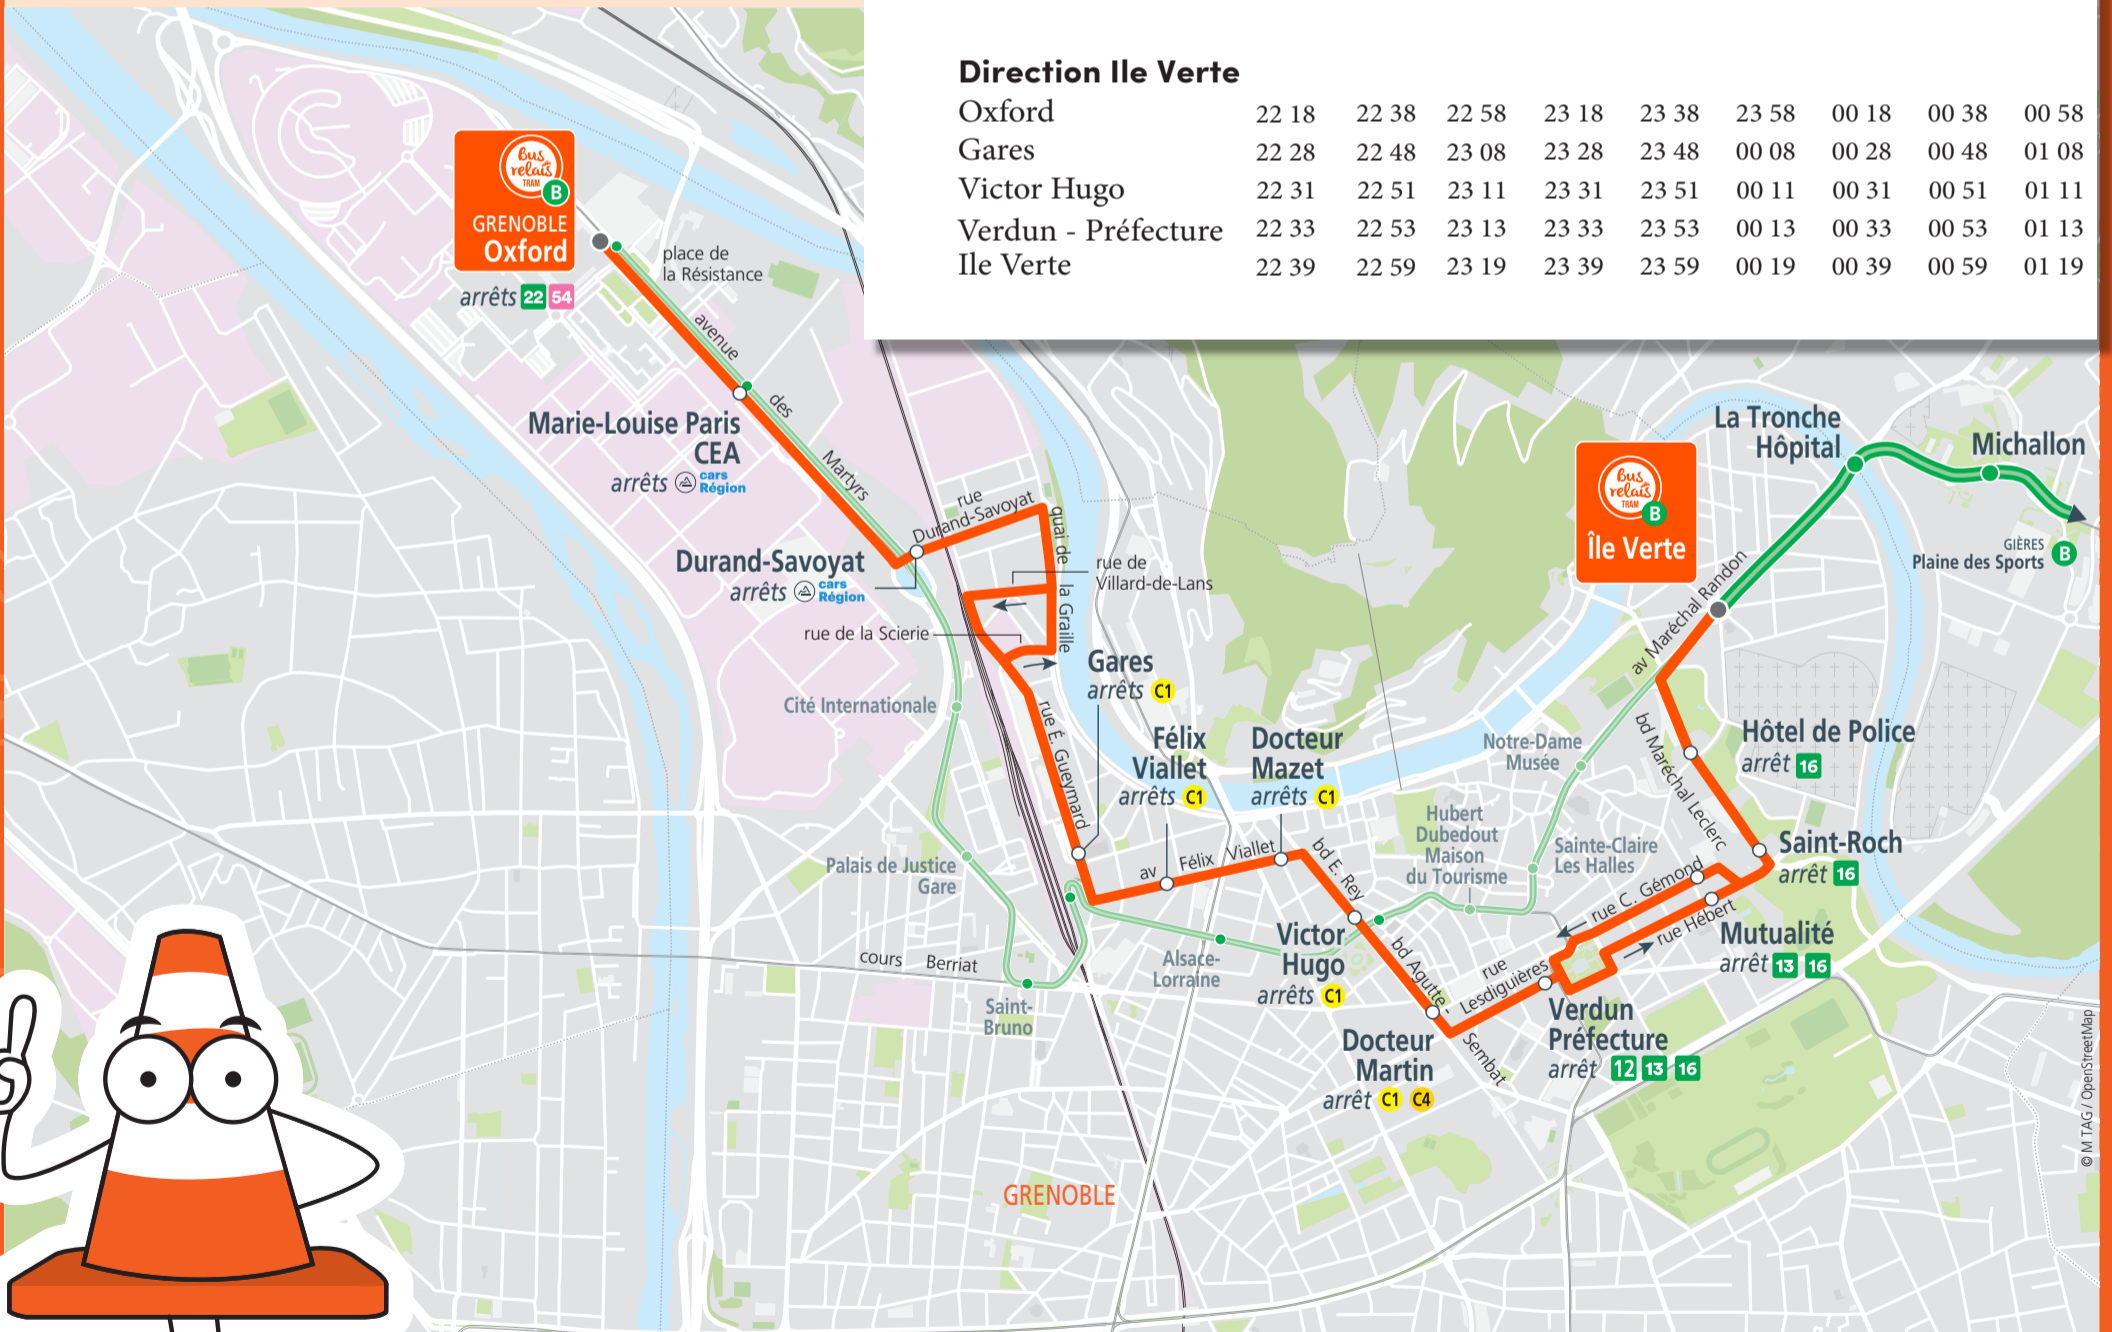 Direction Ile Verte
Oxford 22 18 22 38 22 58 23 18 23 38 23 58 00 18 00 38 00 58
Gares 22 28 22 48 23 08 23 28 23 48 00 08 00 28 00 48 01 08
Victor Hugo 22 31 22 51 23 11 23 31 23 51 00 11 00 31 00 51 01 11
Verdun - Préfecture 22 33 22 53 23 13 23 33 23 53 00 13 00 33 00 53 01 13
Ile Verte 22 39 22 59 23 19 23 39 23 59 00 19 00 39 00 59 01 19
Bus
relais
TRAM
B
GRENOBLE
Oxford
arrêts 22 54
place de
la Résistance
avenue
des
Martyrs
Marie-Louise Paris
CEA
arrêts cars
Région
Durand-Savoyat
arrêts cars
Région
rue
Durand-Savoyat
quai de la Graille
rue de
Villard-de-Lans
rue de la Scierie
Gares
arrêts C1
rue É. Gueymard
Cité Internationale
Palais de Justice
Gare
cours Berriat
Saint-
Bruno
Alsace-
Lorraine
Félix
Viallet
arrêts C1
Docteur
Mazet
arrêts C1
av Félix Viallet
bd E. Rey
Victor
Hugo
arrêts C1
bd Agutte -
Sembat
Docteur
Martin
arrêt C1 C4
rue
Lesdiguières
Hubert
Dubedout
Maison
du Tourisme
Sainte-Claire
Les Halles
Notre-Dame
Musée
Verdun
Préfecture
arrêt 12 13 16
rue C. Gémond
rue Hébert
Mutualité
arrêt 13 16
Saint-Roch
arrêt 16
Hôtel de Police
arrêt 16
bd Maréchal Leclerc
av Maréchal Randon
Bus
relais
TRAM
B
Île Verte
La Tronche
Hôpital
Michallon
GIÈRES
Plaine des Sports B
GRENOBLE
© M TAG / OpenStreetMap